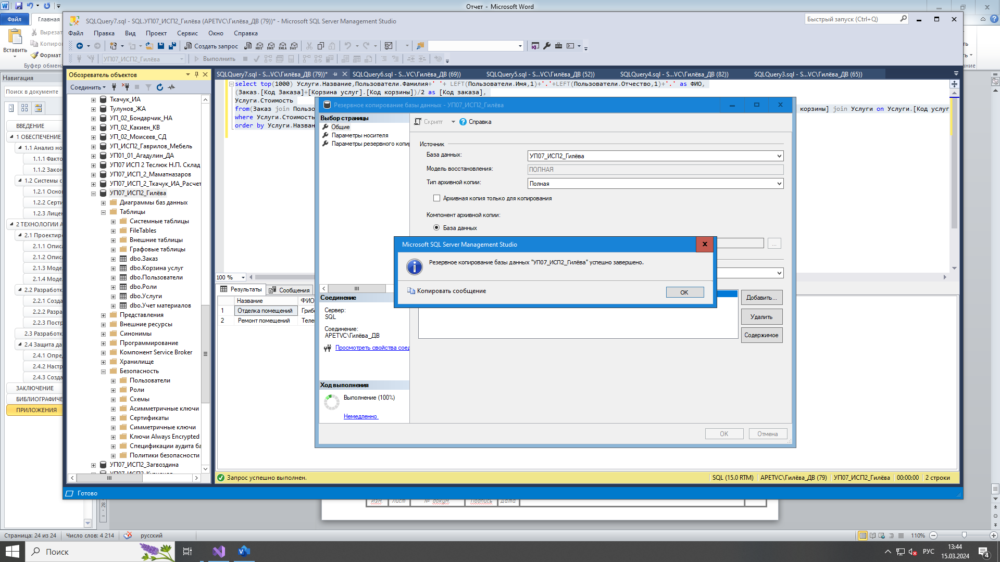 Отчет - Microsoft Word
Файл
Главная
Вставить
Вырезат
Копиро
Формат
Буфер обмена
SQLQuery7.sql - SQL.УП07_ИСП2_Гилёва (APETVC\Гилёва_ДВ (79))* - Microsoft SQL Server Management Studio
Быстрый запуск (Ctrl+Q)
Файл Правка Вид Проект Сервис Окно Справка
Создать запрос
MDX DMX XMLA DAX
УП07_ИСП2_Гилёва
Выполнить
Навигация
Поиск в документе
ВВЕДЕНИЕ
1 ОБЕСПЕЧЕНИЕ
1.1 Анализ но
1.1.1 Факто
1.1.2 Закон
1.2 Системы с
1.2.1 Осно
1.2.2 Серти
1.2.3 Лицен
2 ТЕХНОЛОГИИ А
2.1 Проектир
2.1.1 Описа
2.1.2 Описа
2.1.3 Моде
2.1.4 Моде
2.2 Разработк
2.2.1 Созда
2.2.2 Разра
2.2.3 Постр
2.3 Разработк
2.4 Защита да
2.4.1 Опре
2.4.2 Настр
2.4.3 Созда
ЗАКЛЮЧЕНИЕ
БИБЛИОГРАФИЧЕ
ПРИЛОЖЕНИЯ
Обозреватель объектов
Соединить
Ткачук_ИА
Тулунов_ЖА
УП_02_Бондарчик_НА
УП_02_Какиен_КВ
УП_02_Моисеев_СД
УП_ИСП2_Гаврилов_Мебель
УП01_01_Агадулин_ДА
УП07 ИСП 2 Теслюк Н.П. Склад
УП07_ИСП_2_Маматназаров
УП07_ИСП_2_Ткачук_ИА_Расчет
УП07_ИСП2_Гилёва
Диаграммы баз данных
Таблицы
Системные таблицы
FileTables
Внешние таблицы
Графовые таблицы
dbo.Заказ
dbo.Корзина услуг
dbo.Пользователи
dbo.Роли
dbo.Услуги
dbo.Учет материалов
Представления
Внешние ресурсы
Синонимы
Программирование
Компонент Service Broker
Хранилище
Безопасность
Пользователи
Роли
Схемы
Асимметричные ключи
Сертификаты
Симметричные ключи
Ключи Always Encrypted
Спецификации аудита ба
Политики безопасности
УП07_ИСП2_Загвоздина
SQLQuery7.sql - S...VC\Гилёва_ДВ (79))*
SQLQuery6.sql - S...VC\Гилёва_ДВ (69))
SQLQuery5.sql - S...VC\Гилёва_ДВ (52))
SQLQuery4.sql - S...VC\Гилёва_ДВ (82))
SQLQuery3.sql - S...VC\Гилёва_ДВ (65))
select top(1000) Услуги.Название,Пользователи.Фамилия+' '+ LEFT(Пользователи.Имя,1)+'.'+LEFT(Пользователи.Отчество,1)+'.' as ФИО,
(Заказ.[Код Заказа]+[Корзина услуг].[Код корзины])/2 as [Код заказа],
Услуги.Стоимость
from(Заказ join Пользо
корзины] join Услуги on Услуги.[Код услуг
where Услуги.Стоимость
order by Услуги.Назван
100 %
Результаты
Сообщения
Название ФИО
1 Отделка помещений Грибо
2 Ремонт помещений Теле
Резервное копирование базы данных - УП07_ИСП2_Гилёва
Выбор страницы
Общие
Параметры носителя
Параметры резервного копир
Скрипт
Справка
Источник
База данных:
УП07_ИСП2_Гилёва
Модель восстановления:
ПОЛНАЯ
Тип архивной копии:
Полная
Архивная копия только для копирования
Компонент архивной копии:
База данных
...
Microsoft SQL Server Management Studio
Резервное копирование базы данных "УП07_ИСП2_Гилёва" успешно завершено.
Копировать сообщение
OK
Добавить...
Удалить
Содержимое
Соединение
Сервер:
SQL
Соединение:
APETVC\Гилёва_ДВ
Просмотреть свойства соед
Ход выполнения
Выполнение (100%)
Немедленно
OK
Отмена
Запрос успешно выполнен.
SQL (15.0 RTM)
APETVC\Гилёва_ДВ (79)
УП07_ИСП2_Гилёва
00:00:00
2 строки
Готово
28
Изм.
Лист
№ докум.
Подпись
Дата
Страница: 24 из 24
Число слов: 4 214
русский
110%
Поиск
РУС
13:44
15.03.2024
4